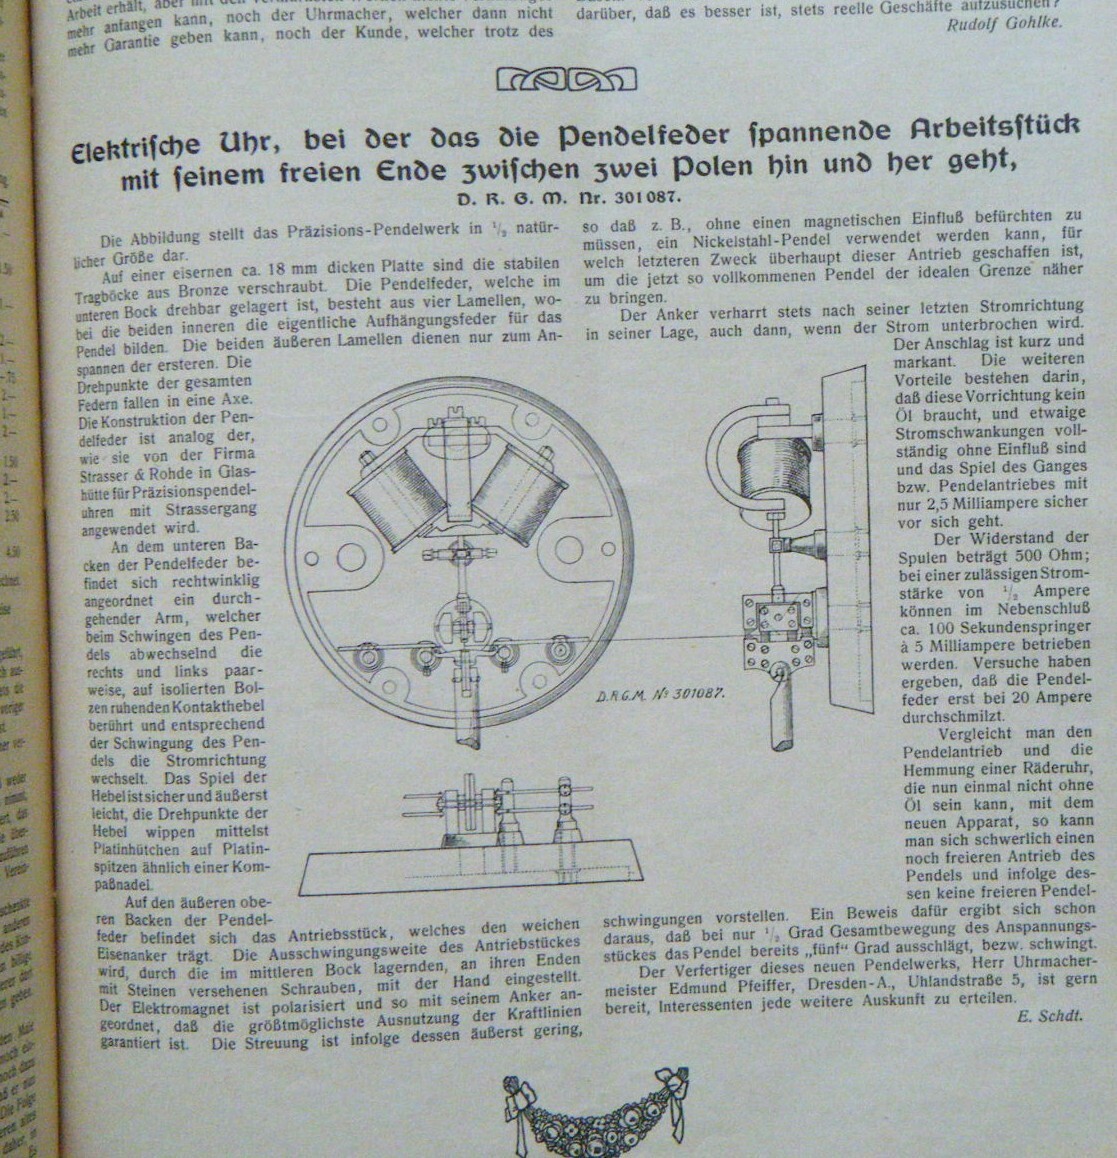 Arbeit erhält, aber mit den
mehr anfangen kann, noch der Uhrmacher, welcher dann nicht
mehr Garantie geben kann, noch der Kunde, welcher trotz des
darüber, daß es besser ist, stets reelle Geschäfte aufzusuchen?
Rudolf Gohlke.
Elektriſche Uhr, bei der das die Pendelfeder ſpannende Arbeitsſtück
mit ſeinem freien Ende zwiſchen zwei Polen hin und her geht,
D. R. G. M. Nr. 301087.
Die Abbildung stellt das Präzisions-Pendelwerk in ½ natür-
licher Größe dar.
Auf einer eisernen ca. 18 mm dicken Platte sind die stabilen
Tragböcke aus Bronze verschraubt. Die Pendelfeder, welche im
unteren Bock drehbar gelagert ist, besteht aus vier Lamellen, wo-
bei die beiden inneren die eigentliche Aufhängungsfeder für das
Pendel bilden. Die beiden äußeren Lamellen dienen nur zum An-
spannen der ersteren. Die
Drehpunkte der gesamten
Federn fallen in eine Axe.
Die Konstruktion der Pen-
delfeder ist analog der,
wie sie von der Firma
Strasser & Rohde in Glas-
hütte für Präzisionspendel-
uhren mit Strassergang
angewendet wird.
An dem unteren Ba-
cken der Pendelfeder be-
findet sich rechtwinklig
angeordnet ein durch-
gehender Arm, welcher
beim Schwingen des Pen-
dels abwechselnd die
rechts und links paar-
weise, auf isolierten Bol-
zen ruhenden Kontakthebel
berührt und entsprechend
der Schwingung des Pen-
dels die Stromrichtung
wechselt. Das Spiel der
Hebel ist sicher und äußerst
leicht, die Drehpunkte der
Hebel wippen mittelst
Platinhütchen auf Platin-
spitzen ähnlich einer Kom-
paßnadel.
Auf den äußeren obe-
ren Backen der Pendel-
feder befindet sich das Antriebsstück, welches den weichen
Eisenanker trägt. Die Ausschwingungsweite des Antriebstückes
wird, durch die im mittleren Bock lagernden, an ihren Enden
mit Steinen versehenen Schrauben, mit der Hand eingestellt.
Der Elektromagnet ist polarisiert und so mit seinem Anker an-
geordnet, daß die größtmöglichste Ausnutzung der Kraftlinien
garantiert ist. Die Streuung ist infolge dessen äußerst gering,
so daß z. B., ohne einen magnetischen Einfluß befürchten zu
müssen, ein Nickelstahl-Pendel verwendet werden kann, für
welch letzteren Zweck überhaupt dieser Antrieb geschaffen ist,
um die jetzt so vollkommenen Pendel der idealen Grenze näher
zu bringen.
Der Anker verharrt stets nach seiner letzten Stromrichtung
in seiner Lage, auch dann, wenn der Strom unterbrochen wird.
Der Anschlag ist kurz und
markant. Die weiteren
Vorteile bestehen darin,
daß diese Vorrichtung kein
Öl braucht, und etwaige
Stromschwankungen voll-
ständig ohne Einfluß sind
und das Spiel des Ganges
bzw. Pendelantriebes mit
nur 2,5 Milliampere sicher
vor sich geht.
Der Widerstand der
Spulen beträgt 500 Ohm;
bei einer zulässigen Strom-
stärke von ½ Ampere
können im Nebenschluß
ca. 100 Sekundenspringer
à 5 Milliampere betrieben
werden. Versuche haben
ergeben, daß die Pendel-
feder erst bei 20 Ampere
durchschmilzt.
Vergleicht man den
Pendelantrieb und die
Hemmung einer Räderuhr,
die nun einmal nicht ohne
Öl sein kann, mit dem
neuen Apparat, so kann
man sich schwerlich einen
noch freieren Antrieb des
Pendels und infolge des-
sen keine freieren Pendel-
schwingungen vorstellen. Ein Beweis dafür ergibt sich schon
daraus, daß bei nur ½ Grad Gesamtbewegung des Anspannungs-
stückes das Pendel bereits „fünf“ Grad ausschlägt, bezw. schwingt.
Der Verfertiger dieses neuen Pendelwerks, Herr Uhrmacher-
meister Edmund Pfeiffer, Dresden-A., Uhlandstraße 5, ist gern
bereit, Interessenten jede weitere Auskunft zu erteilen.
E. Schdt.
D.R.G.M. № 301087.